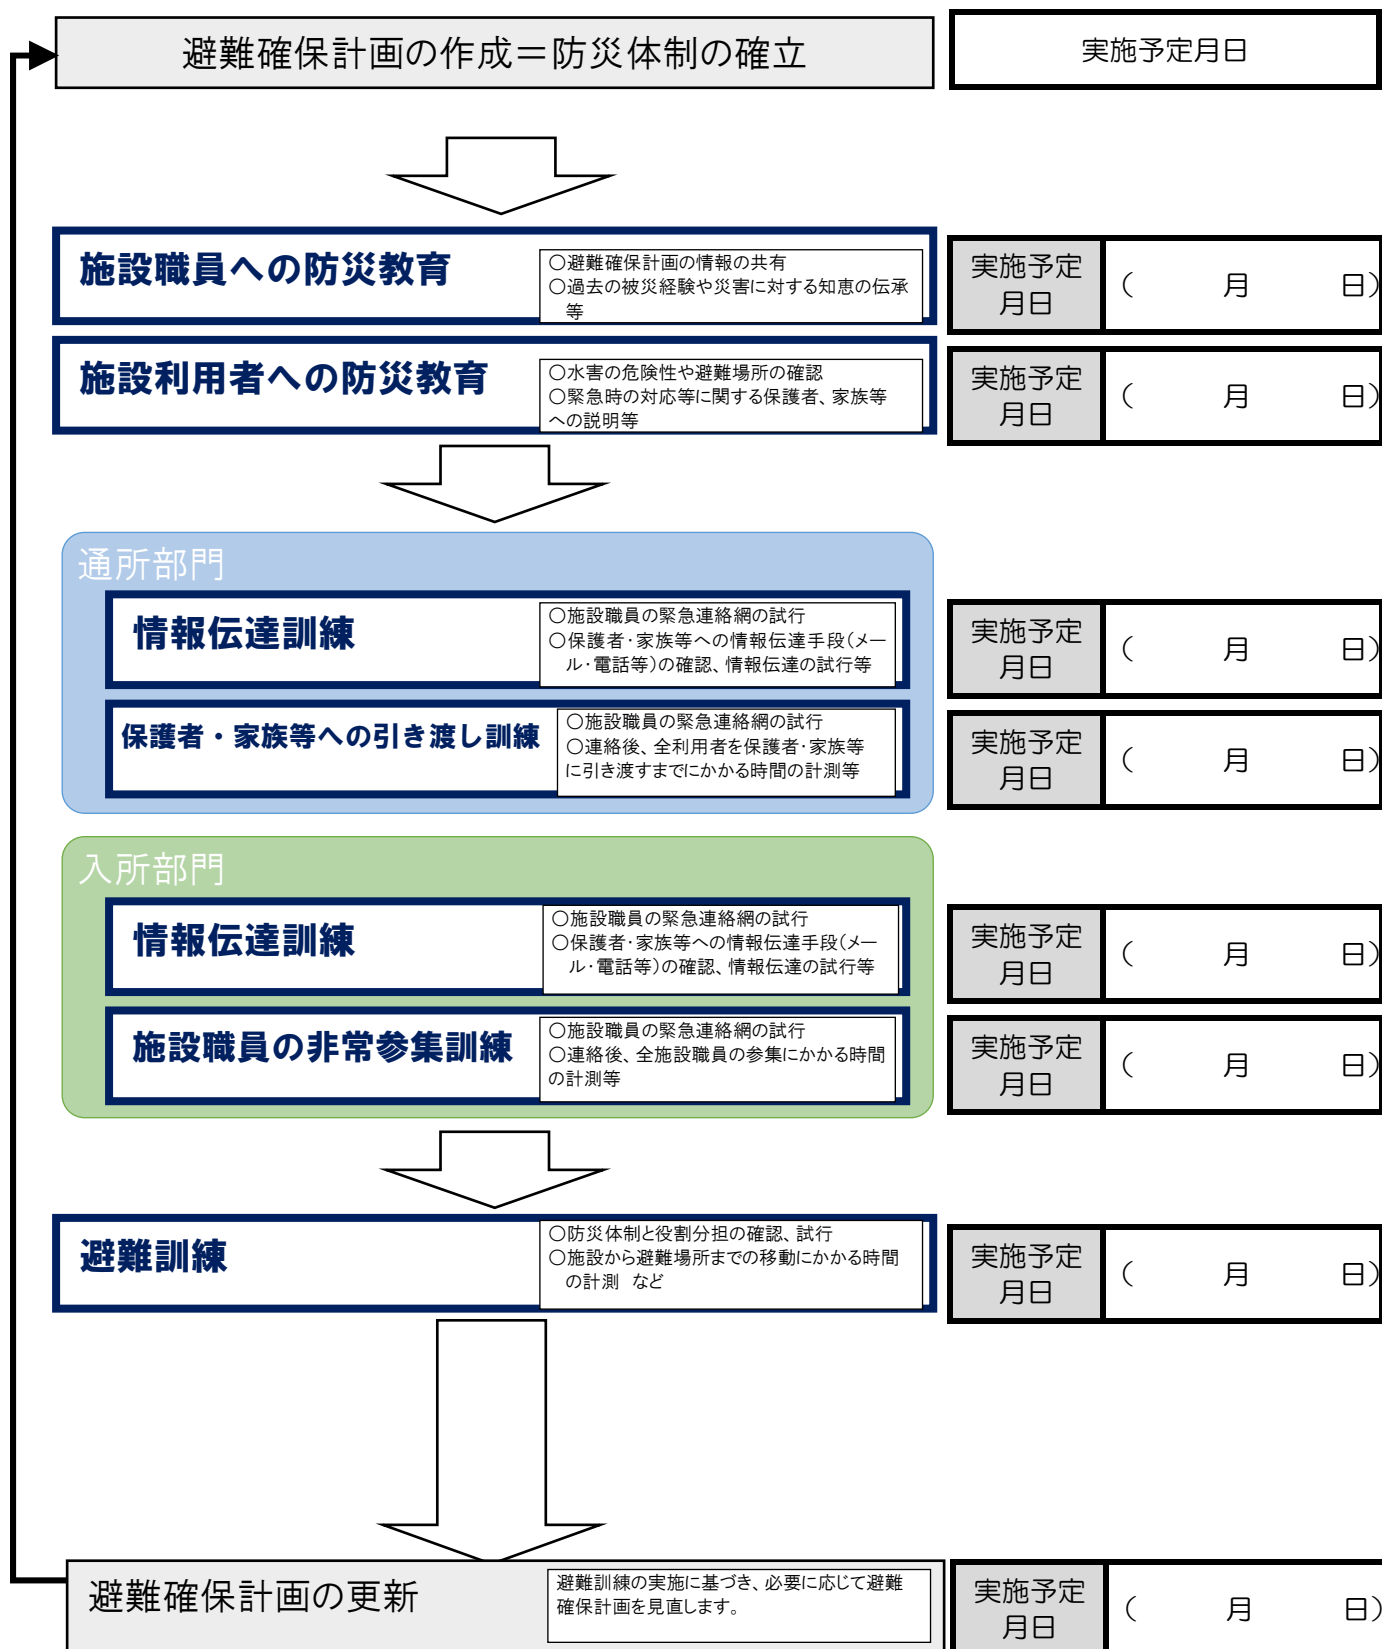 避難確保計画の作成＝防災体制の確立
実施予定月日
施設職員への防災教育
○避難確保計画の情報の共有
○過去の被災経験や災害に対する知恵の伝承
等
実施予定
月日
（　　月　　日）
施設利用者への防災教育
○水害の危険性や避難場所の確認
○緊急時の対応等に関する保護者、家族等
への説明等
実施予定
月日
（　　月　　日）
通所部門
情報伝達訓練
○施設職員の緊急連絡網の試行
○保護者・家族等への情報伝達手段（メー
ル・電話等）の確認、情報伝達の試行等
実施予定
月日
（　　月　　日）
保護者・家族等への引き渡し訓練
○施設職員の緊急連絡網の試行
○連絡後、全利用者を保護者・家族等
に引き渡すまでにかかる時間の計測等
実施予定
月日
（　　月　　日）
入所部門
情報伝達訓練
○施設職員の緊急連絡網の試行
○保護者・家族等への情報伝達手段（メー
ル・電話等）の確認、情報伝達の試行等
実施予定
月日
（　　月　　日）
施設職員の非常参集訓練
○施設職員の緊急連絡網の試行
○連絡後、全施設職員の参集にかかる時間
の計測等
実施予定
月日
（　　月　　日）
避難訓練
○防災体制と役割分担の確認、試行
○施設から避難場所までの移動にかかる時間
の計測　など
実施予定
月日
（　　月　　日）
避難確保計画の更新
避難訓練の実施に基づき、必要に応じて避難
確保計画を見直します。
実施予定
月日
（　　月　　日）